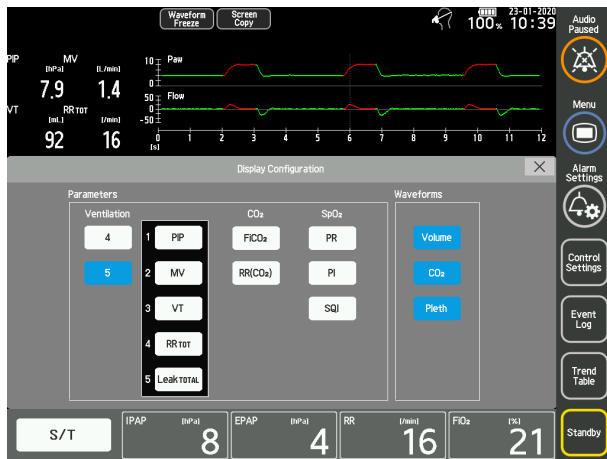 Waveform Freeze
Screen Copy
100%
23-01-2020
10:39
Audio Paused
PIP [hPa] 7.9
MV [L/min] 1.4
VT [mL] 92
RR TOT [/min] 16
10
Paw
0
50
Flow
0
-50
0 1 2 3 4 5 6 7 8 9 10 11 12
[s]
Menu
Alarm Settings
Control Settings
Event Log
Trend Table
Standby
Display Configuration
Parameters
Ventilation
4
5
1 PIP
2 MV
3 VT
4 RR TOT
5 Leak TOTAL
CO₂
FiCO₂
RR(CO₂)
SpO₂
PR
PI
SQI
Waveforms
Volume
CO₂
Pleth
S/T
IPAP [hPa] 8
EPAP [hPa] 4
RR [/min] 16
FiO₂ [%] 21